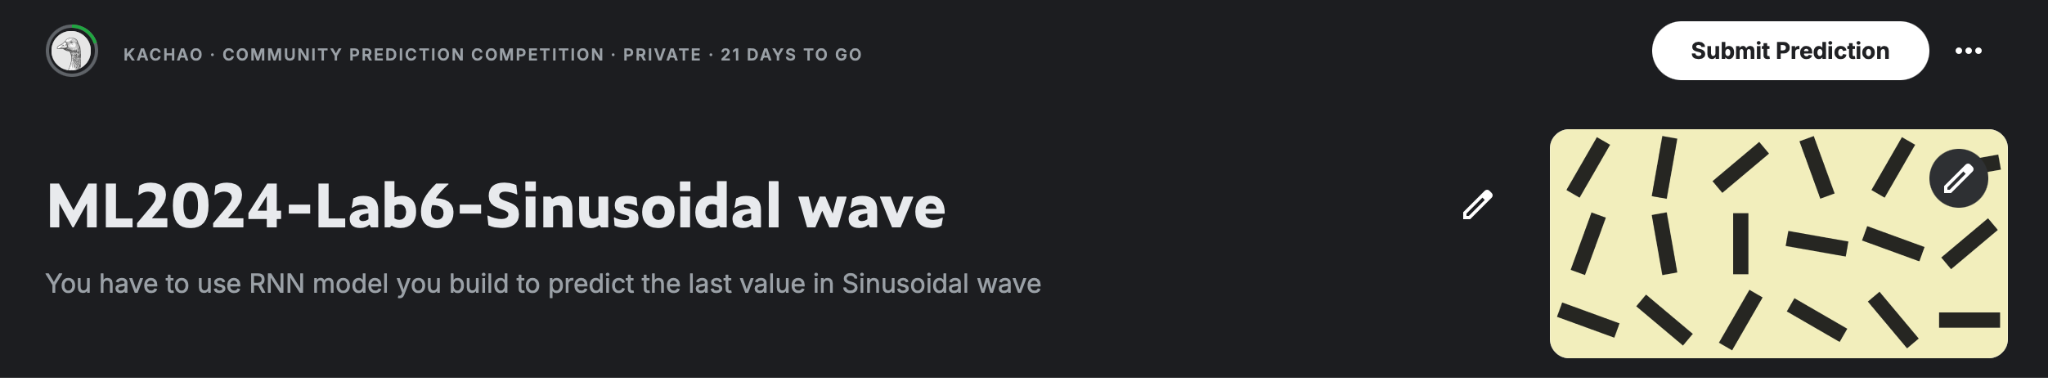 KACHAO · COMMUNITY PREDICTION COMPETITION · PRIVATE · 21 DAYS TO GO
Submit Prediction
ML2024-Lab6-Sinusoidal wave
You have to use RNN model you build to predict the last value in Sinusoidal wave